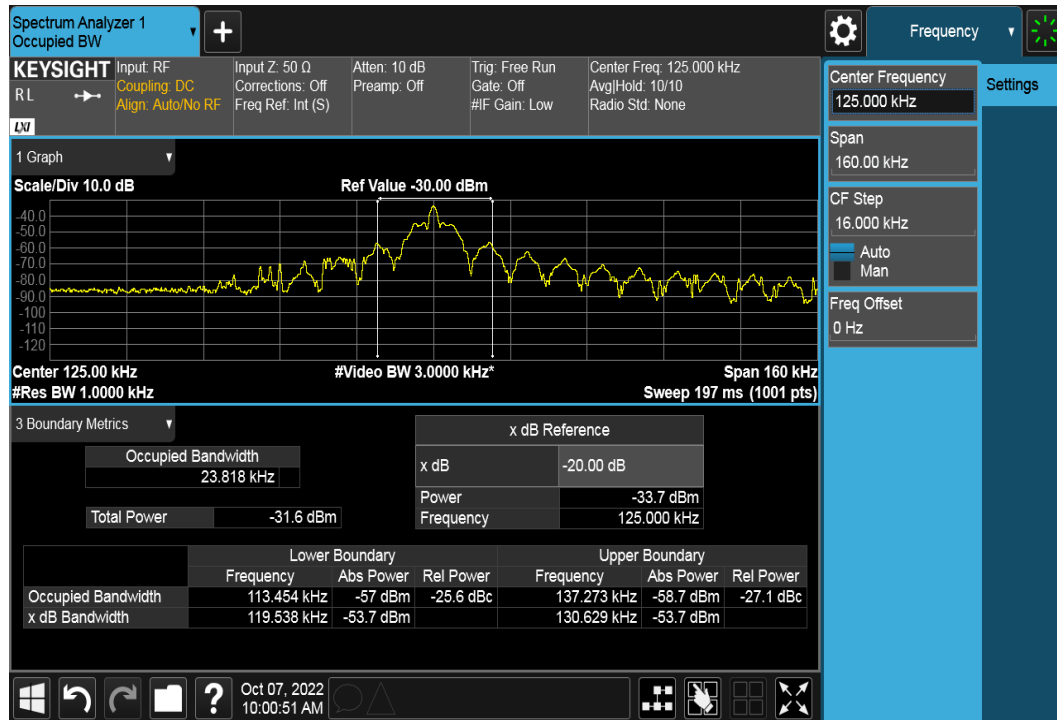 Spectrum Analyzer 1
Occupied BW
Frequency
KEYSIGHT
R L
LXI
Input: RF
Coupling: DC
Align: Auto/No RF
Input Z: 50 Ω
Corrections: Off
Freq Ref: Int (S)
Atten: 10 dB
Preamp: Off
Trig: Free Run
Gate: Off
#IF Gain: Low
Center Freq: 125.000 kHz
Avg|Hold: 10/10
Radio Std: None
Center Frequency
125.000 kHz
Settings
Span
160.00 kHz
CF Step
16.000 kHz
Auto
Man
Freq Offset
0 Hz
1 Graph
Scale/Div 10.0 dB
Ref Value -30.00 dBm
-40.0
-50.0
-60.0
-70.0
-80.0
-90.0
-100
-110
-120
Center 125.00 kHz
#Video BW 3.0000 kHz*
Span 160 kHz
#Res BW 1.0000 kHz
Sweep 197 ms (1001 pts)
3 Boundary Metrics
Occupied Bandwidth
23.818 kHz
Total Power -31.6 dBm
x dB Reference
x dB -20.00 dB
Power -33.7 dBm
Frequency 125.000 kHz
Lower Boundary Upper Boundary
Frequency Abs Power Rel Power Frequency Abs Power Rel Power
Occupied Bandwidth 113.454 kHz -57 dBm -25.6 dBc 137.273 kHz -58.7 dBm -27.1 dBc
x dB Bandwidth 119.538 kHz -53.7 dBm 130.629 kHz -53.7 dBm
?
Oct 07, 2022
10:00:51 AM